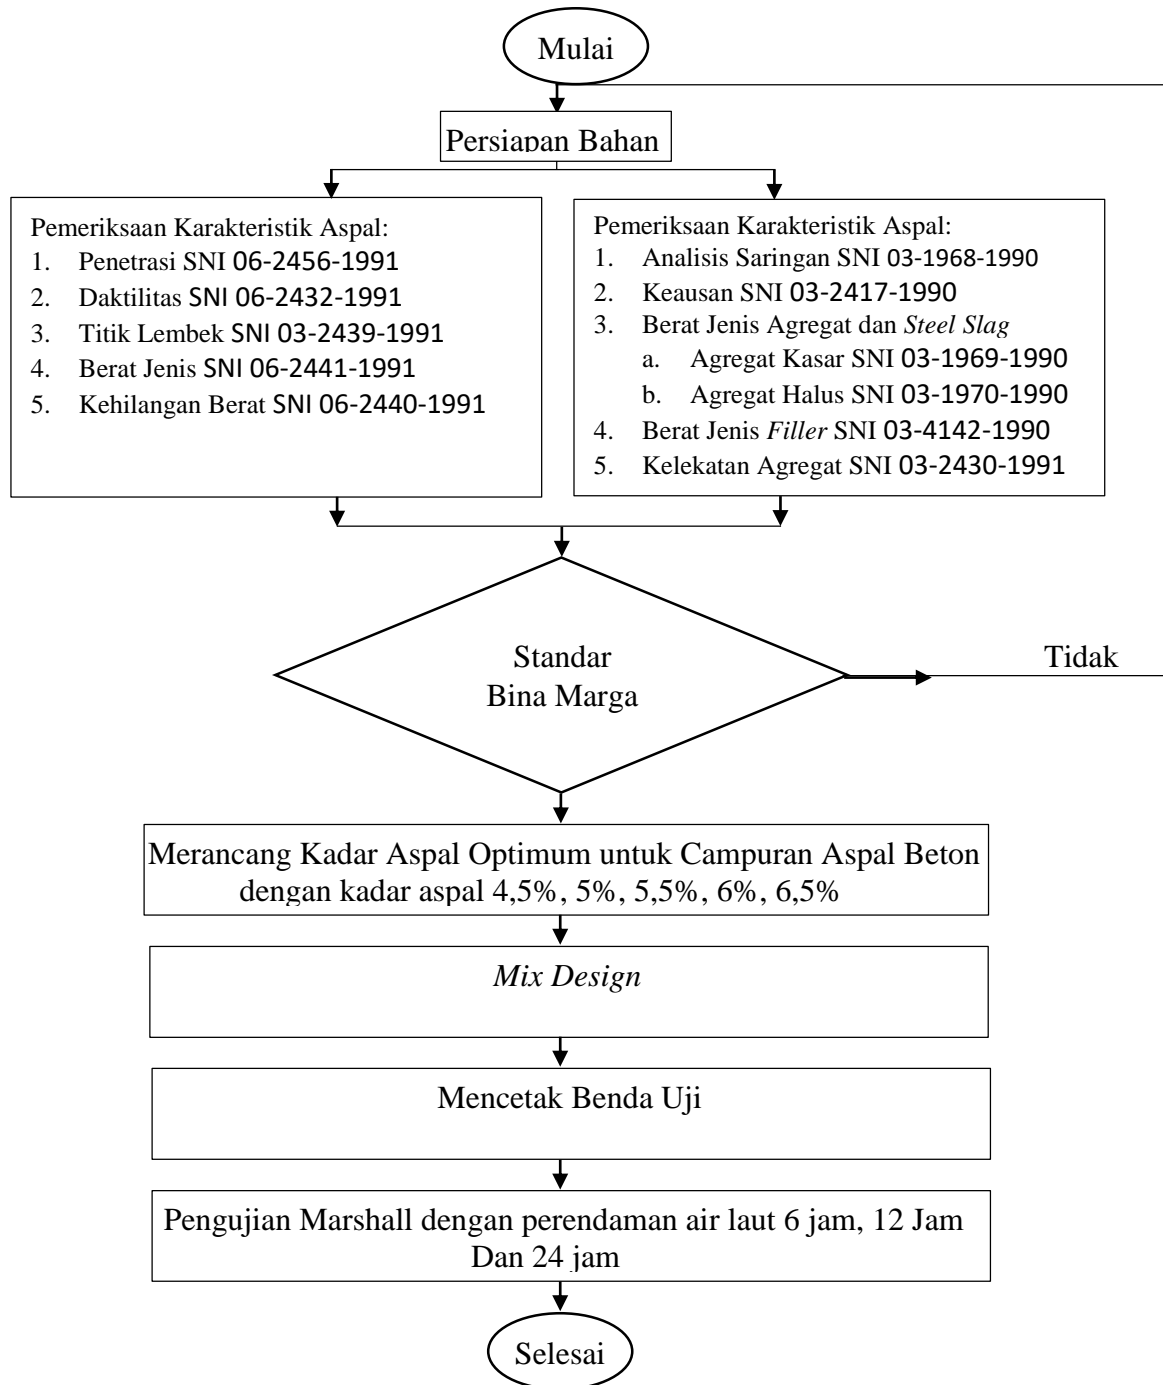 Mulai
Persiapan Bahan
Pemeriksaan Karakteristik Aspal:
1. Penetrasi SNI 06-2456-1991
2. Daktilitas SNI 06-2432-1991
3. Titik Lembek SNI 03-2439-1991
4. Berat Jenis SNI 06-2441-1991
5. Kehilangan Berat SNI 06-2440-1991
Pemeriksaan Karakteristik Aspal:
1. Analisis Saringan SNI 03-1968-1990
2. Keausan SNI 03-2417-1990
3. Berat Jenis Agregat dan Steel Slag
a. Agregat Kasar SNI 03-1969-1990
b. Agregat Halus SNI 03-1970-1990
4. Berat Jenis Filler SNI 03-4142-1990
5. Kelekatan Agregat SNI 03-2430-1991
Standar
Bina Marga
Tidak
Merancang Kadar Aspal Optimum untuk Campuran Aspal Beton
dengan kadar aspal 4,5%, 5%, 5,5%, 6%, 6,5%
Mix Design
Mencetak Benda Uji
Pengujian Marshall dengan perendaman air laut 6 jam, 12 Jam
Dan 24 jam
Selesai